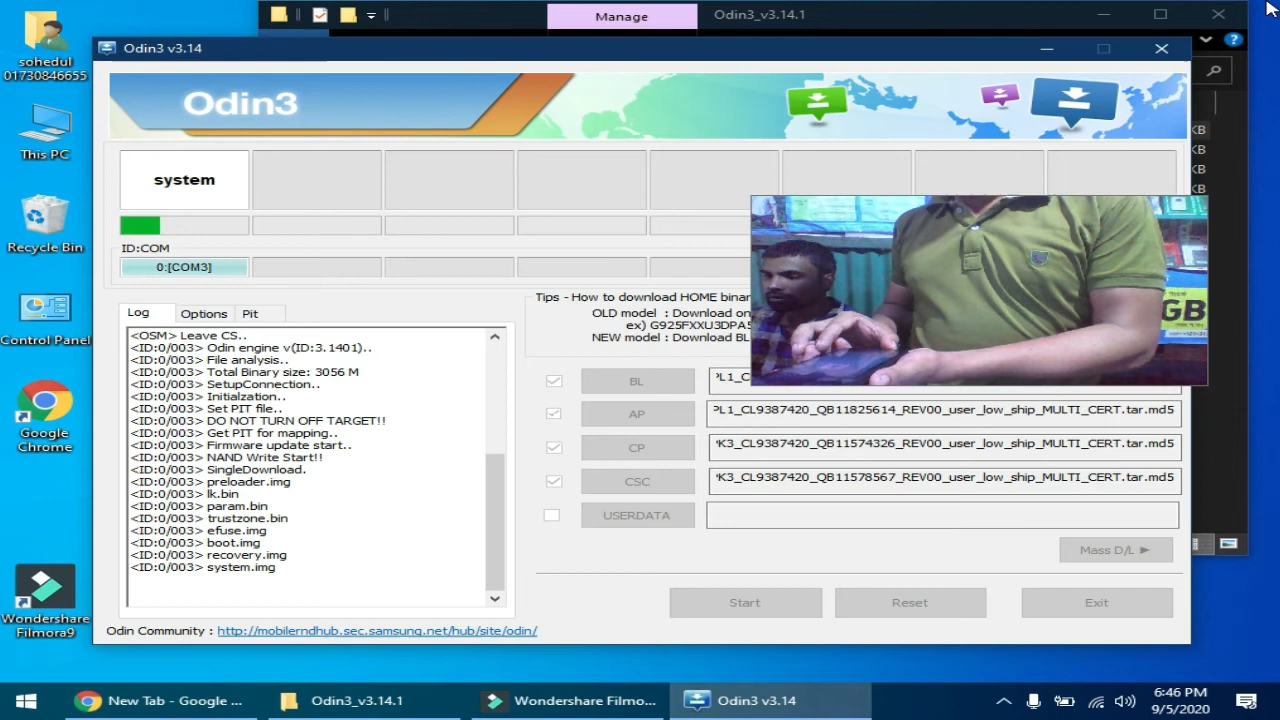 Manage
Odin3_v3.14.1
sohedul
01730846655
This PC
Recycle Bin
Control Panel
Google
Chrome
Wondershare
Filmora9
Odin3 v3.14
Odin3
system
ID:COM
0:[COM3]
Log
Options
Pit
<OSM> Leave CS..
<ID:0/003> Odin engine v(ID:3.1401)..
<ID:0/003> File analysis..
<ID:0/003> Total Binary size: 3056 M
<ID:0/003> SetupConnection..
<ID:0/003> Initialzation..
<ID:0/003> Set PIT file..
<ID:0/003> DO NOT TURN OFF TARGET!!
<ID:0/003> Get PIT for mapping..
<ID:0/003> Firmware update start..
<ID:0/003> NAND Write Start!!
<ID:0/003> SingleDownload.
<ID:0/003> preloader.img
<ID:0/003> lk.bin
<ID:0/003> param.bin
<ID:0/003> trustzone.bin
<ID:0/003> efuse.img
<ID:0/003> boot.img
<ID:0/003> recovery.img
<ID:0/003> system.img
Tips - How to download HOME binar
OLD model : Download on
ex) G925FXXU3DPA5
NEW model : Download BL
BL
L1_C
AP
L1_CL9387420_QB11825614_REV00_user_low_ship_MULTI_CERT.tar.md5
CP
K3_CL9387420_QB11574326_REV00_user_low_ship_MULTI_CERT.tar.md5
CSC
K3_CL9387420_QB11578567_REV00_user_low_ship_MULTI_CERT.tar.md5
USERDATA
Mass D/L ►
Start
Reset
Exit
Odin Community : http://mobilerndhub.sec.samsung.net/hub/site/odin/
KB
KB
KB
KB
GB
New Tab - Google ...
Odin3_v3.14.1
Wondershare Filmo...
Odin3 v3.14
6:46 PM
9/5/2020